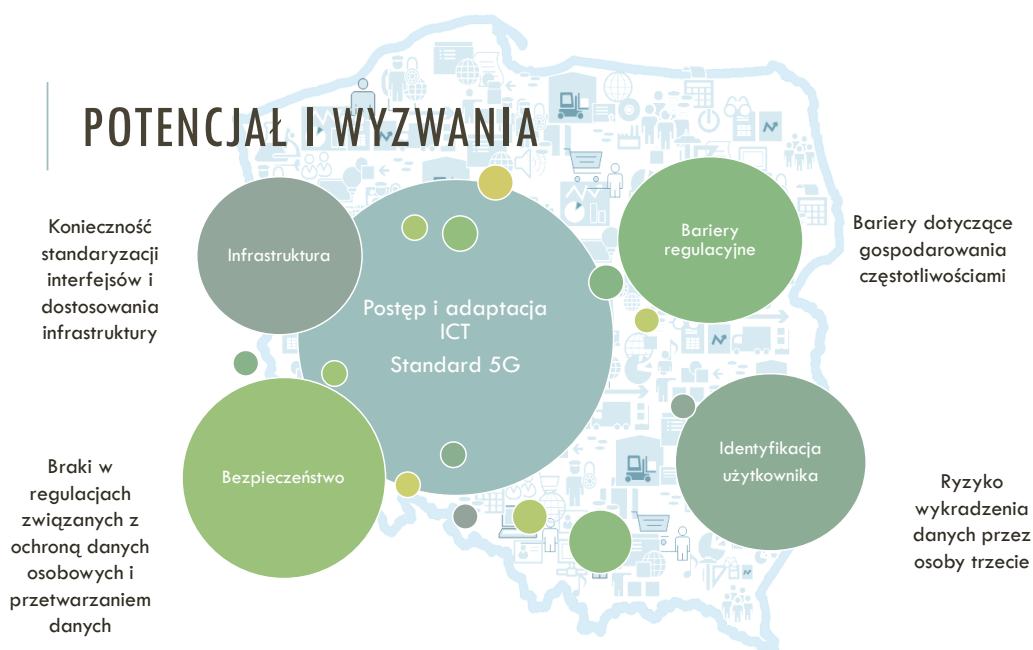 POTENCJAŁ I WYZWANIA
Konieczność
standaryzacji
interfejsów i
dostosowania
infrastruktury
Infrastruktura
Postęp i adaptacja
ICT
Standard 5G
Bariery
regulacyjne
Bariery dotyczące
gospodarowania
częstotliwościami
Braki w
regulacjach
związanych z
ochroną danych
osobowych i
przetwarzaniem
danych
Bezpieczeństwo
Identyfikacja
użytkownika
Ryzyko
wykradzenia
danych przez
osoby trzecie